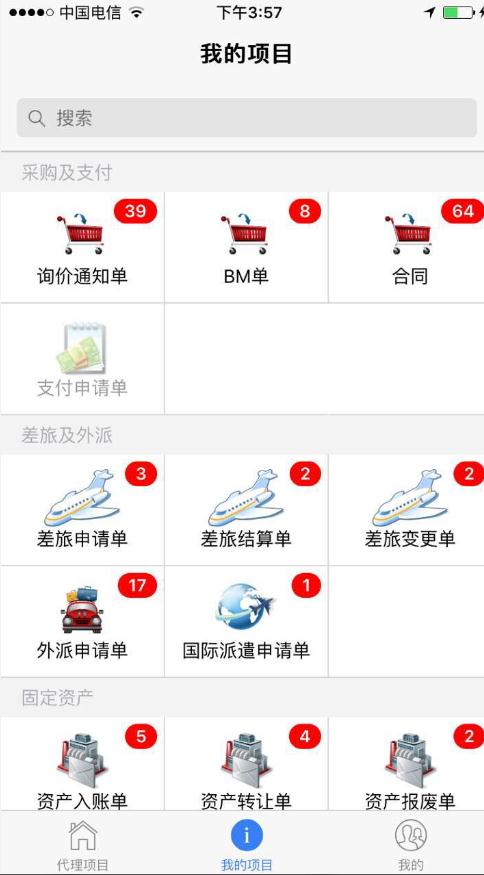 中国电信 下午3:57
我的项目
搜索
采购及支付
39 8 64
询价通知单 BM单 合同
支付申请单
差旅及外派
3 2 2
差旅申请单 差旅结算单 差旅变更单
17 1
外派申请单 国际派遣申请单
固定资产
5 4 2
资产入账单 资产转让单 资产报废单
代理项目 我的项目 我的